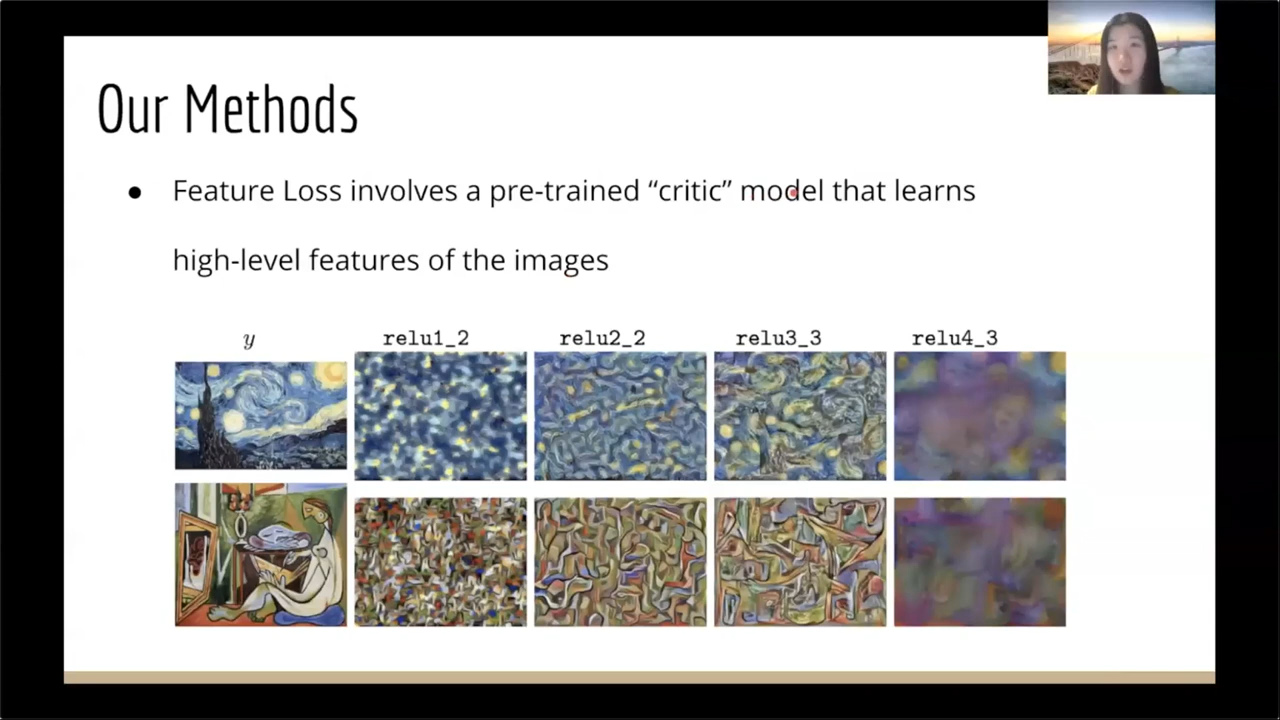 Our Methods
● Feature Loss involves a pre-trained “critic” model that learns
high-level features of the images
y relu1_2 relu2_2 relu3_3 relu4_3